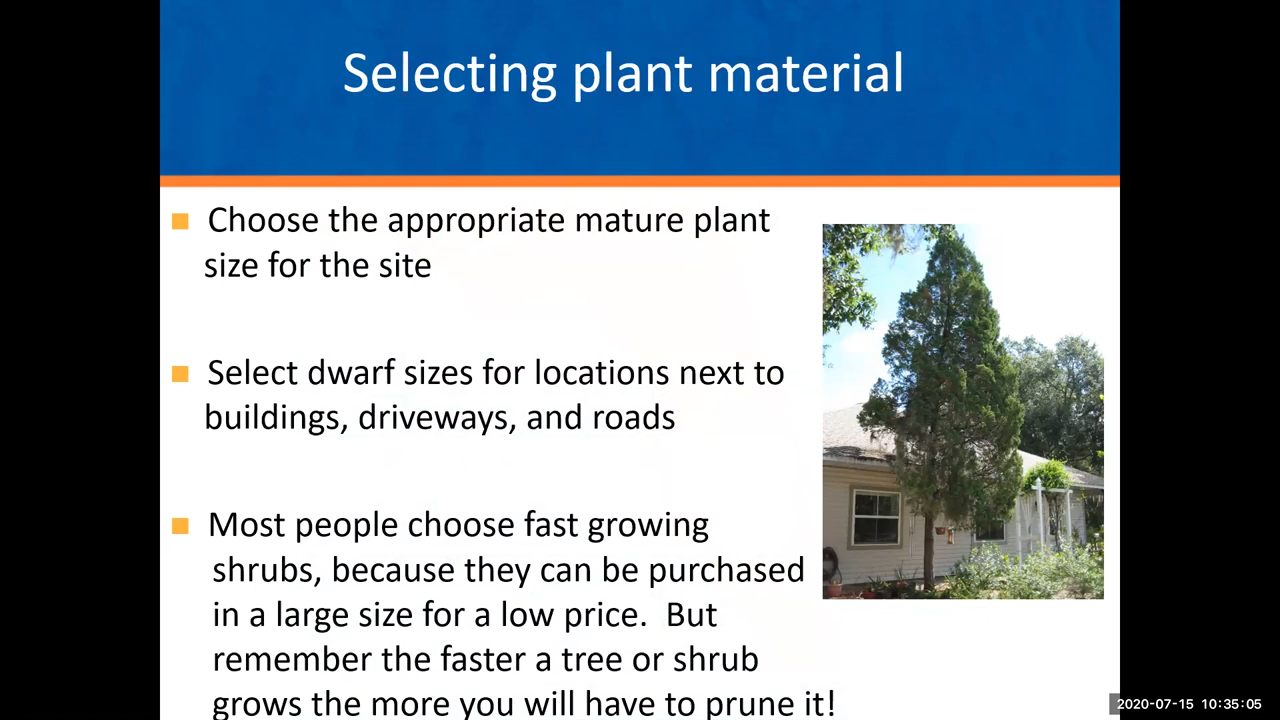 Selecting plant material
Choose the appropriate mature plant
size for the site
Select dwarf sizes for locations next to
buildings, driveways, and roads
Most people choose fast growing
shrubs, because they can be purchased
in a large size for a low price.  But
remember the faster a tree or shrub
grows the more you will have to prune it!
2020-07-15 10:35:05